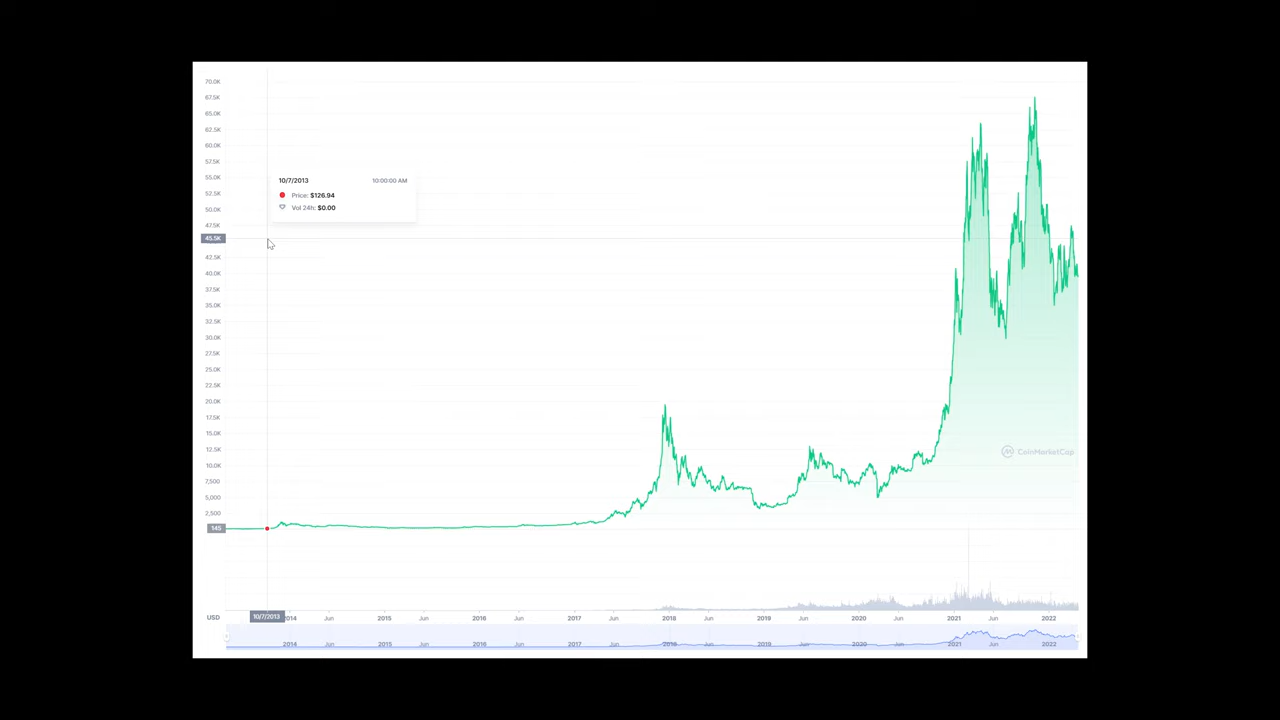 70.0K
67.5K
65.0K
62.5K
60.0K
57.5K
55.0K
10/7/2013 10:00:00 AM
52.5K
Price: $126.94
50.0K
Vol 24h: $0.00
47.5K
45.5K
42.5K
40.0K
37.5K
35.0K
32.5K
30.0K
27.5K
25.0K
22.5K
20.0K
17.5K
15.0K
12.5K
CoinMarketCap
10.0K
7,500
5,000
2,500
145
USD 10/7/2013 2014 Jun 2015 Jun 2016 Jun 2017 Jun 2018 Jun 2019 Jun 2020 Jun 2021 Jun 2022
2014 Jun 2015 Jun 2016 Jun 2017 Jun 2018 Jun 2019 Jun 2020 Jun 2021 Jun 2022